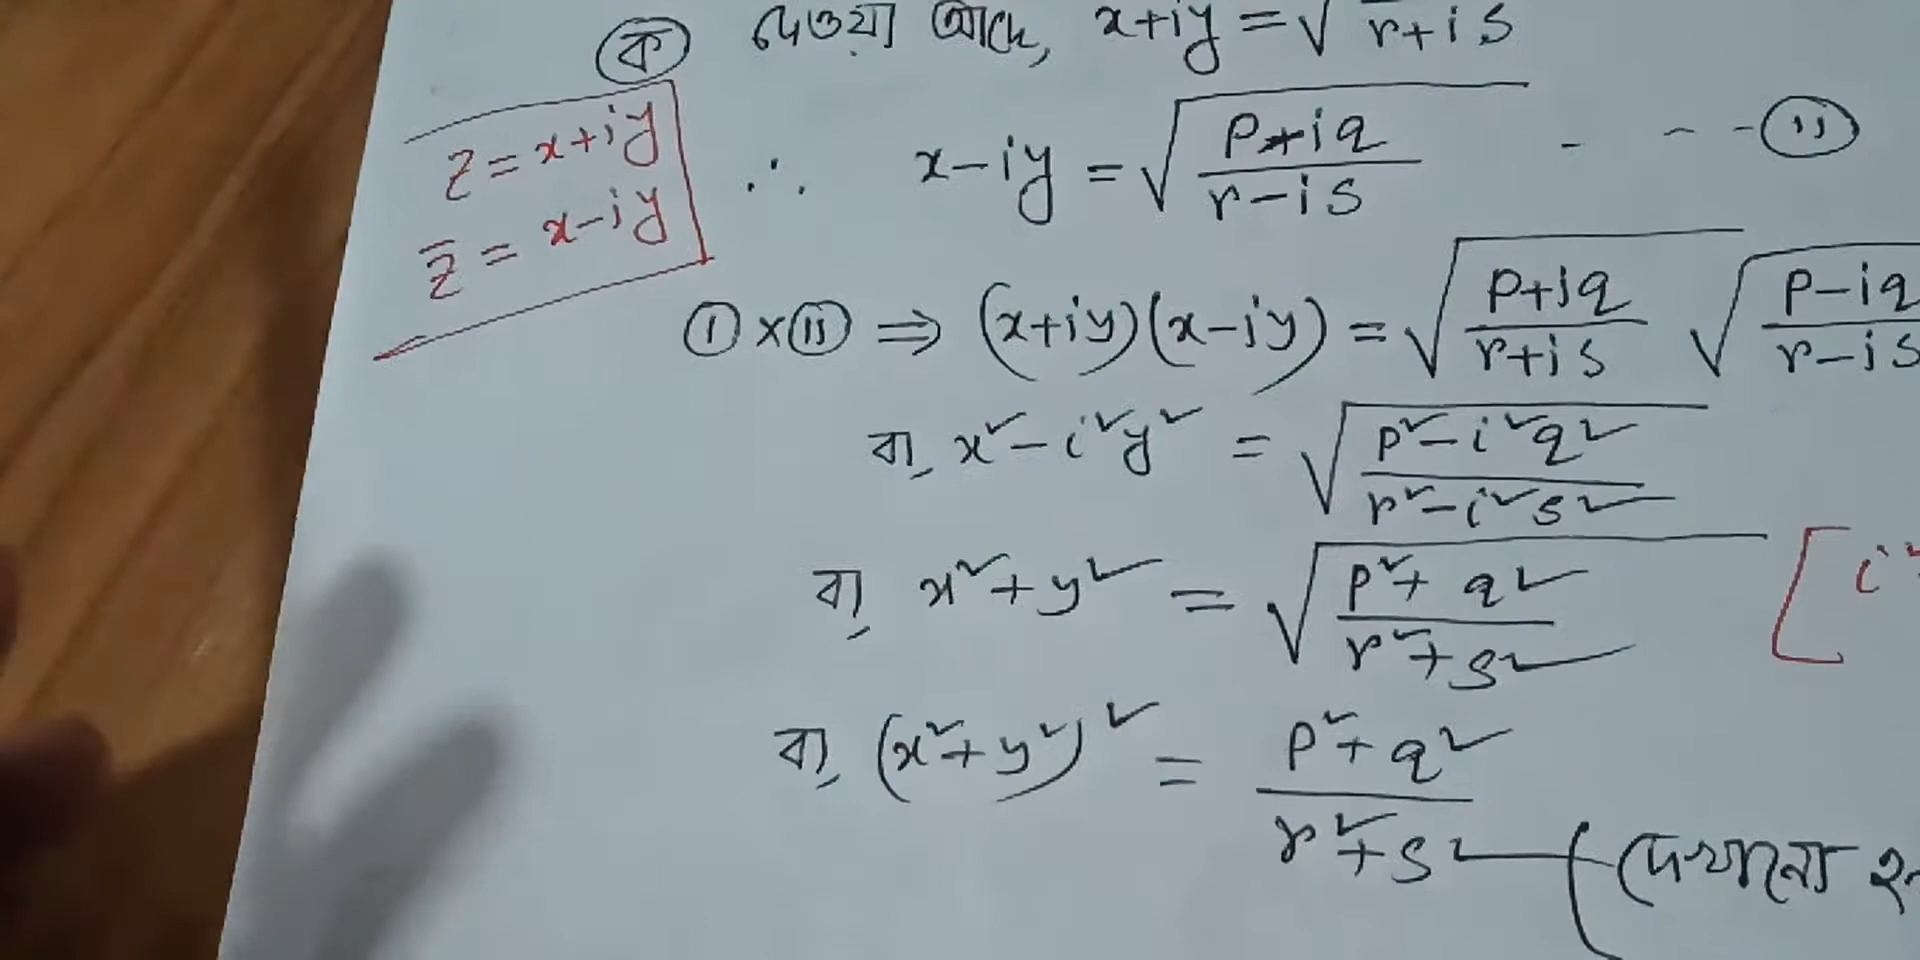 ক দেওয়া আছে, x+iy = √ r+is
z = x+iy
z̄ = x-iy
∴ x-iy = √(p+iq / r-is) - - - (ii)
(i) × (ii) ⇒ (x+iy)(x-iy) = √(p+iq / r+is) √(p-iq / r-is
বা, x² - i²y² = √(p²-i²q² / r²-i²s²)
বা, x²+y² = √(p²+q² / r²+s²) [i²
বা, (x²+y²)² = p²+q² / r²+s² (দেখানো